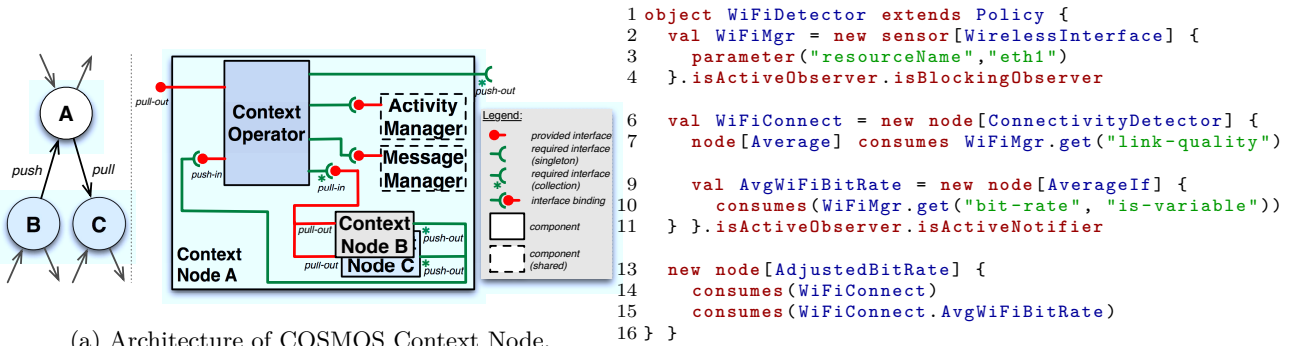 A
push
pull
B
C
pull-out
Context
Operator
push-in
pull-in
push-out
Activity
Manager
Message
Manager
pull-out
Context
Node B
push-out
pull-out
Node C
push-out
Context
Node A
Legend:
provided interface
required interface
(singleton)
required interface
(collection)
interface binding
component
component
(shared)
(a) Architecture of COSMOS Context Node.
1 object WiFiDetector extends Policy {
2 val WiFiMgr = new sensor[WirelessInterface] {
3 parameter("resourceName","eth1")
4 }.isActiveObserver.isBlockingObserver
6 val WiFiConnect = new node[ConnectivityDetector] {
7 node[Average] consumes WiFiMgr.get("link-quality")
9 val AvgWiFiBitRate = new node[AverageIf] {
10 consumes(WiFiMgr.get("bit-rate", "is-variable"))
11 } }.isActiveObserver.isActiveNotifier
13 new node[AdjustedBitRate] {
14 consumes(WiFiConnect)
15 consumes(WiFiConnect.AvgWiFiBitRate)
16 } }